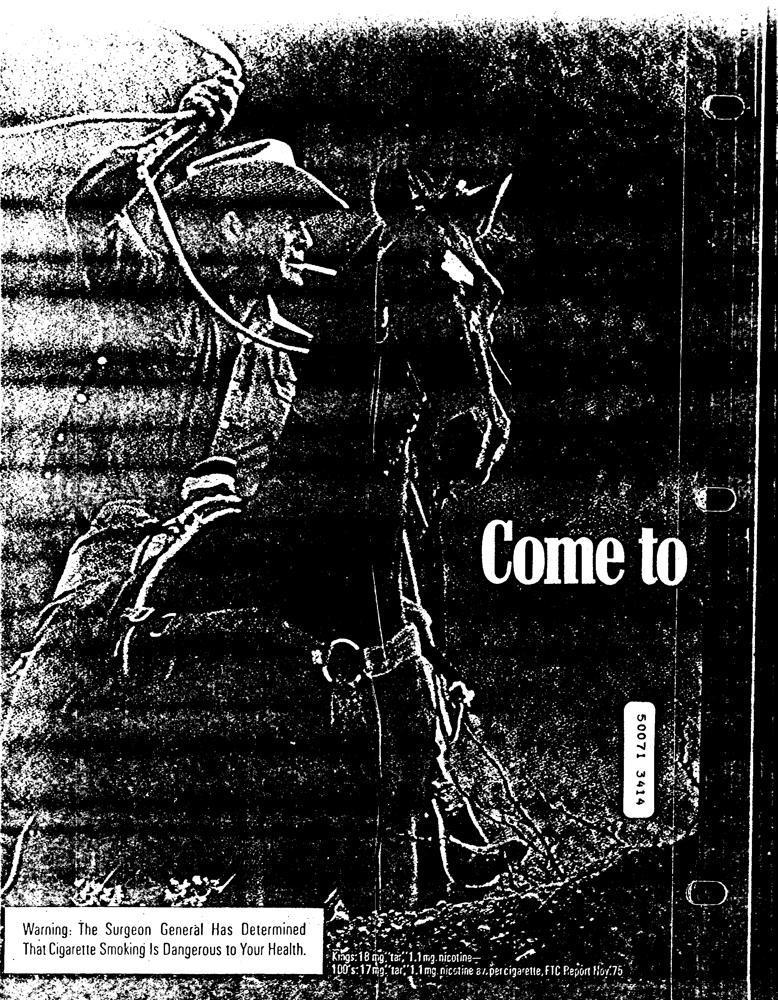 Come to
50071 3414
Warning: The Surgeon General Has Determined
That Cigarette Smoking Is Dangerous to Your Health.
Kings: 18 mg. "tar," 1.1 mg. nicotine—
100's: 17 mg. "tar," 1.1 mg. nicotine av. per cigarette, FTC Report Nov. '75